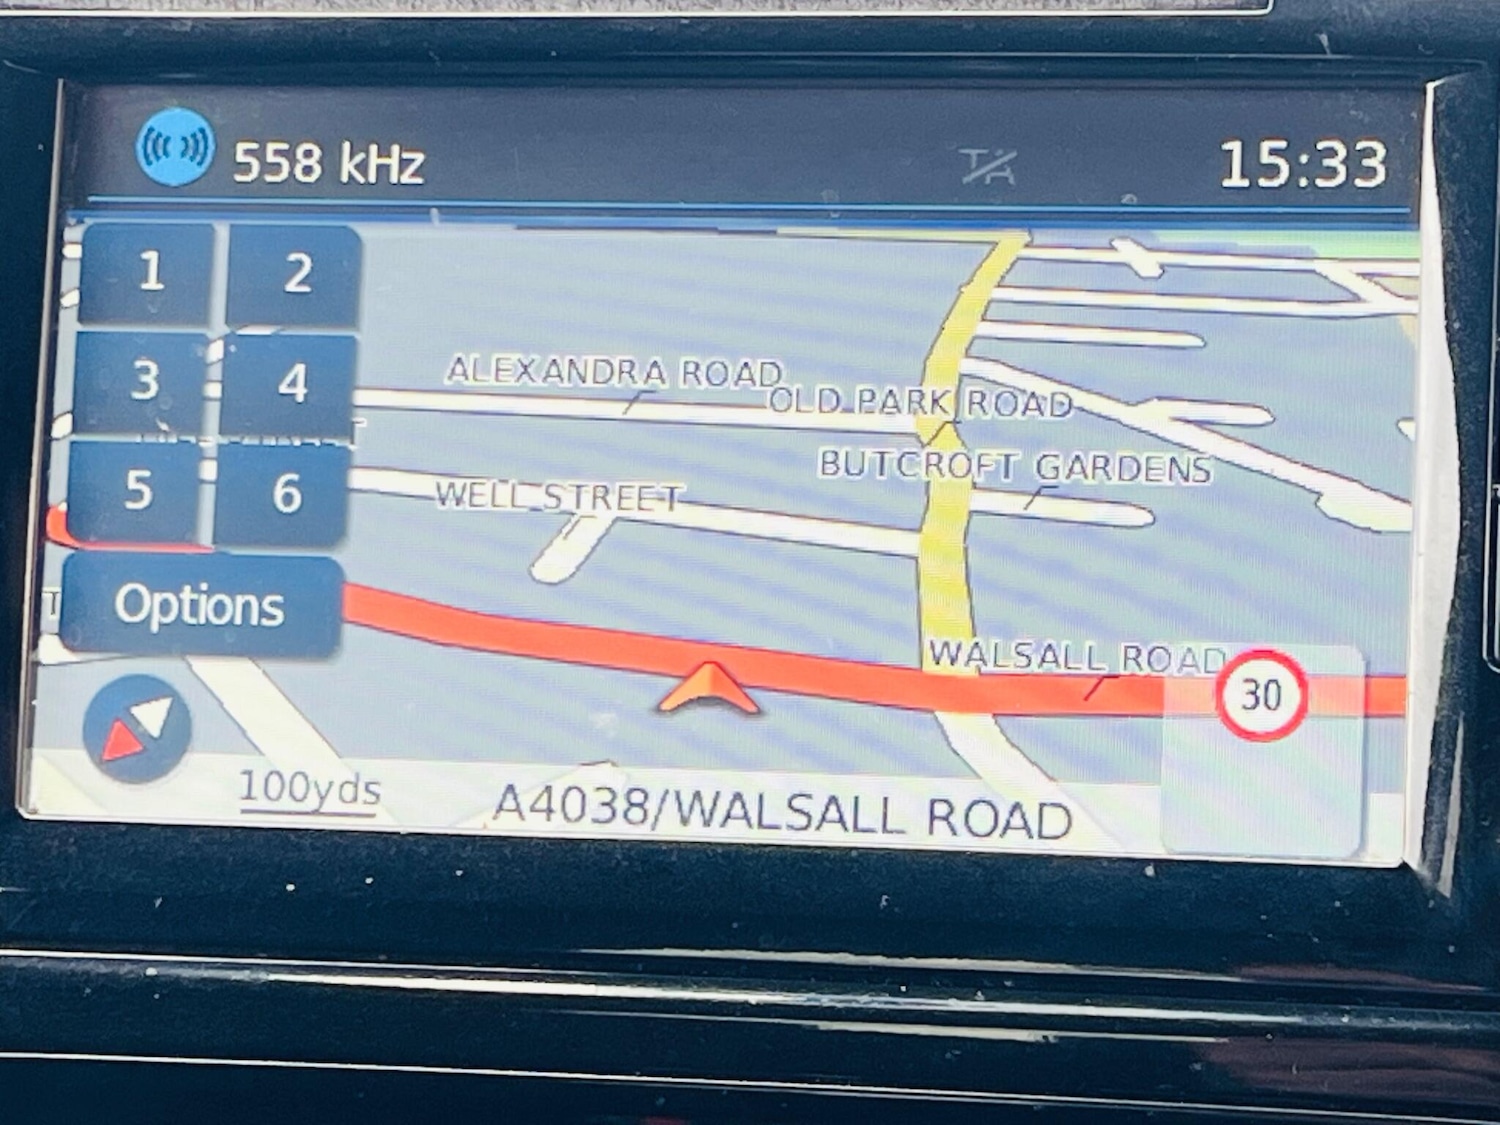 558 kHz
15:33
1 2
3 4
5 6
Options
ALEXANDRA ROAD
OLD PARK ROAD
BUTCROFT GARDENS
WELL STREET
WALSALL ROAD
30
100yds
A4038/WALSALL ROAD